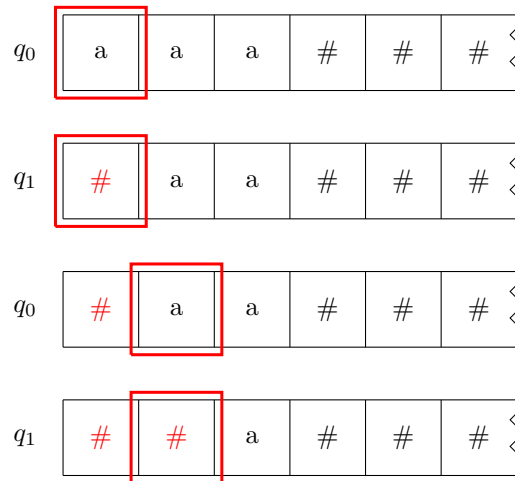 q₀ a a a # # #
q₁ # a a # # #
q₀ # a a # # #
q₁ # # a # # #